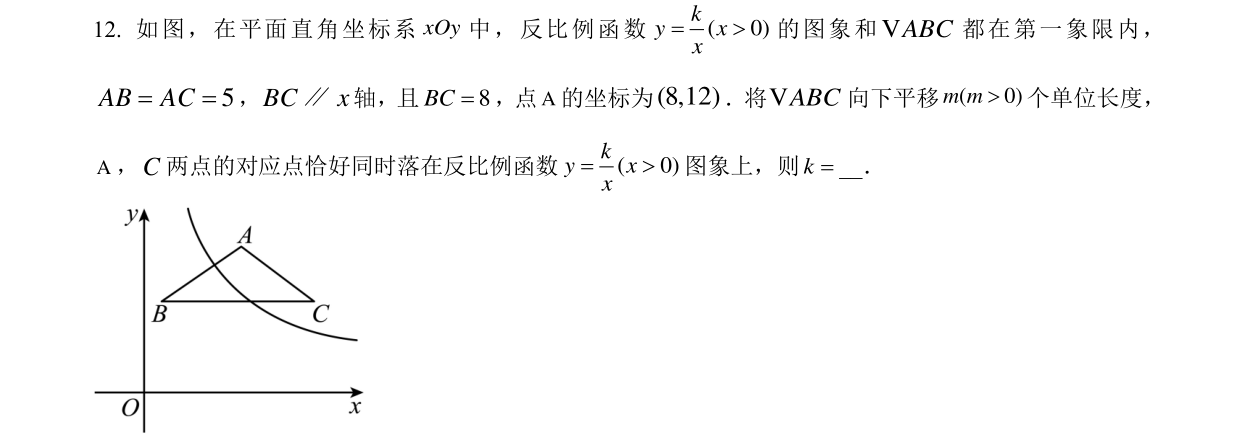 12. 如图，在平面直角坐标系 xOy 中，反比例函数 y = k/x (x > 0) 的图象和 VABC 都在第一象限内，
AB = AC = 5，BC ∥ x 轴，且 BC = 8，点 A 的坐标为 (8,12)．将 VABC 向下平移 m(m > 0) 个单位长度，
A，C 两点的对应点恰好同时落在反比例函数 y = k/x (x > 0) 图象上，则 k = __．
y
A
B
C
O
x